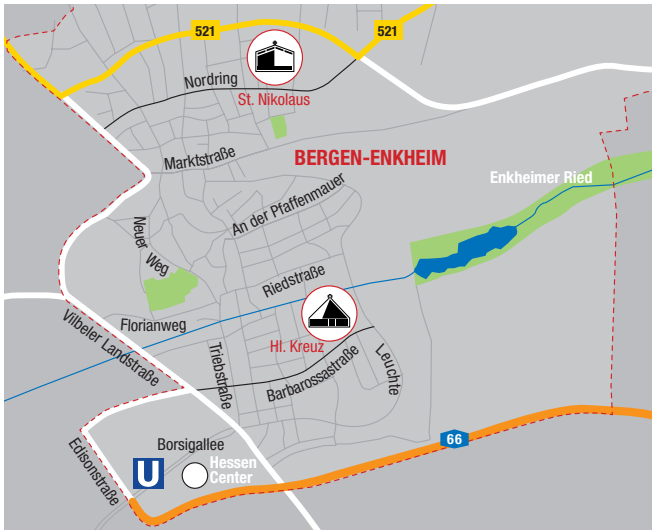 521
521
Nordring
St. Nikolaus
Marktstraße
BERGEN-ENKHEIM
Enkheimer Ried
An der Pfaffenmauer
Neuer Weg
Riedstraße
Florianweg
Hl. Kreuz
Vilbeler Landstraße
Triebstraße
Barbarossastraße
Leuchte
66
Borsigallee
Edisonstraße
U
Hessen
Center